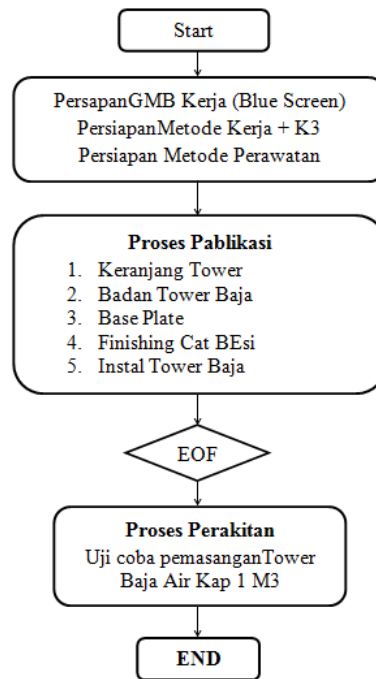 Start
PersapanGMB Kerja (Blue Screen)
PersiapanMetode Kerja + K3
Persiapan Metode Perawatan
Proses Pablikasi
1. Keranjang Tower
2. Badan Tower Baja
3. Base Plate
4. Finishing Cat BEsi
5. Instal Tower Baja
EOF
Proses Perakitan
Uji coba pemasanganTower
Baja Air Kap 1 M3
END